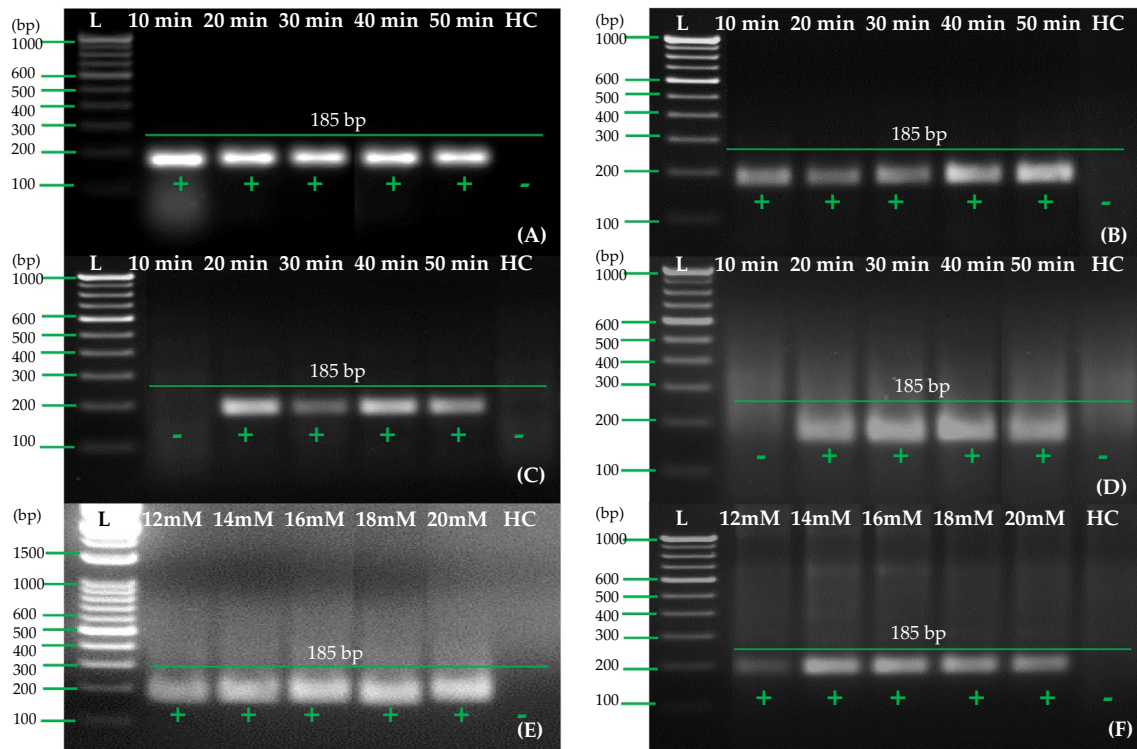 (bp) L 10 min 20 min 30 min 40 min 50 min HC
1000
600
500
400
300
185 bp
200
+ + + + + -
100
(A)
(bp) L 10 min 20 min 30 min 40 min 50 min HC
1000
600
500
400
300
185 bp
200
+ + + + + -
100
(B)
(bp) L 10 min 20 min 30 min 40 min 50 min HC
1000
600
500
400
300
185 bp
200
- + + + + -
100
(C)
(bp) L 10 min 20 min 30 min 40 min 50 min HC
1000
600
500
400
300
185 bp
200
- + + + + -
100
(D)
(bp) L 12mM 14mM 16mM 18mM 20mM HC
1500
1000
600
500
400
300
185 bp
200
+ + + + + -
100
(E)
(bp) L 12mM 14mM 16mM 18mM 20mM HC
1000
600
500
400
300
185 bp
200
+ + + + + -
100
(F)